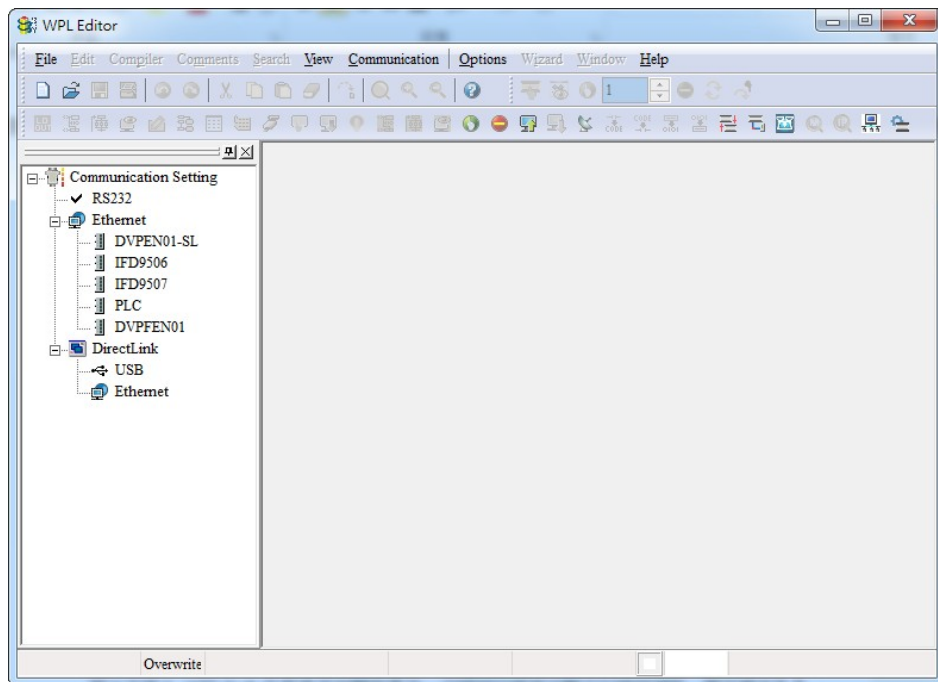 WPL Editor
File Edit Compiler Comments Search View Communication Options Wizard Window Help
1
Communication Setting
RS232
Ethernet
DVPEN01-SL
IFD9506
IFD9507
PLC
DVPFEN01
DirectLink
USB
Ethernet
Overwrite